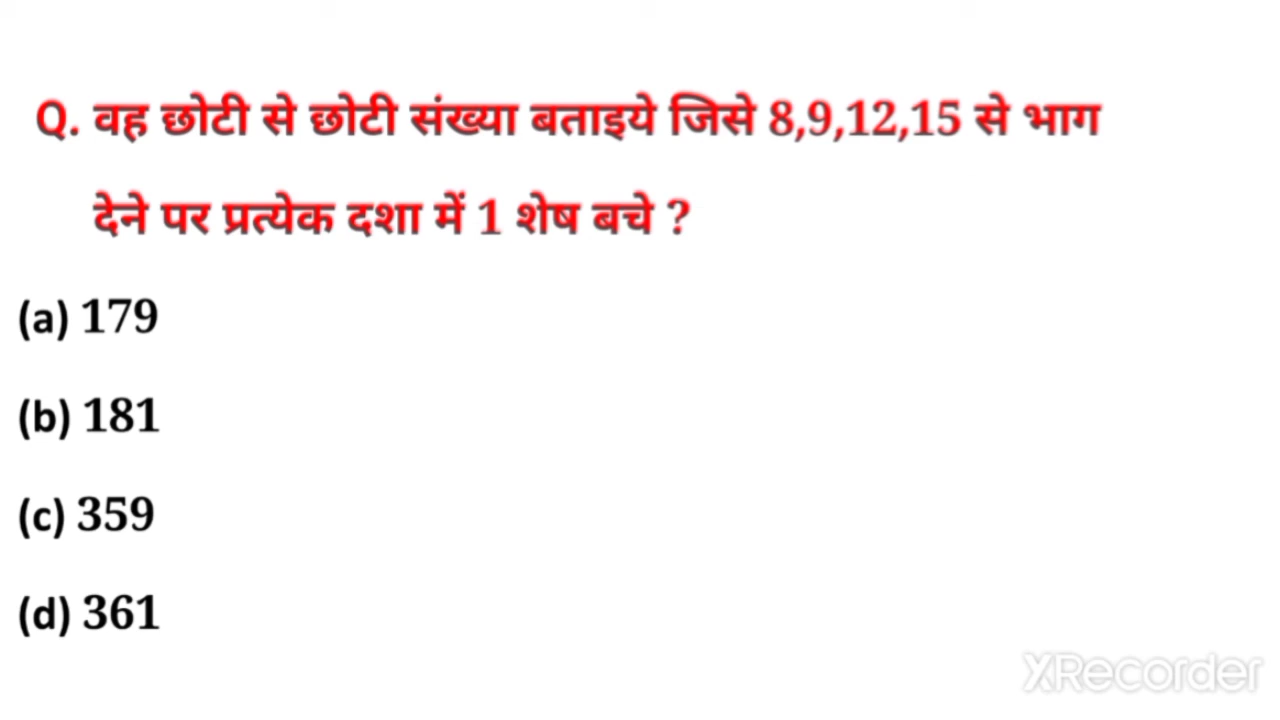 Q. वह छोटी से छोटी संख्या बताइये जिसे 8,9,12,15 से भाग
देने पर प्रत्येक दशा में 1 शेष बचे ?
(a) 179
(b) 181
(c) 359
(d) 361
XRecorder